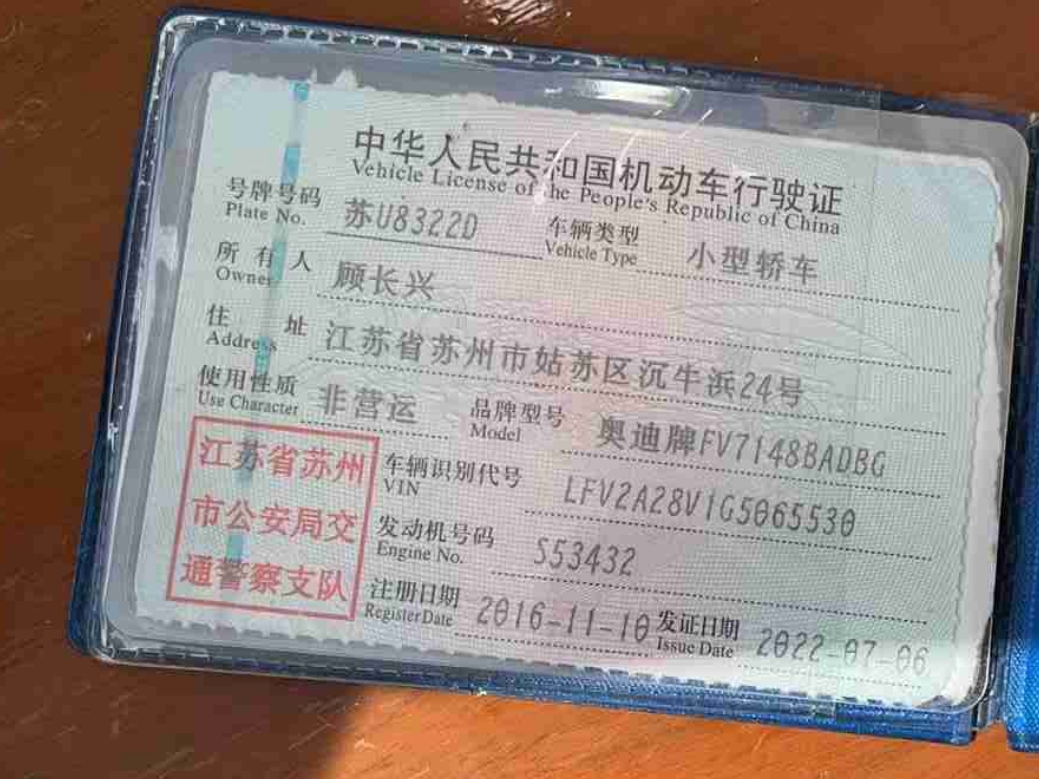 中华人民共和国机动车行驶证
Vehicle License of the People's Republic of China
号牌号码 苏U8322D 车辆类型 小型轿车
Plate No. Vehicle Type
所有人 顾长兴
Owner
住址 江苏省苏州市姑苏区沉牛浜24号
Address
使用性质 非营运 品牌型号 奥迪牌FV7148BADBG
Use Character Model
江苏省苏州
市公安局交
通警察支队
车辆识别代号 LFV2A28V1G5065530
VIN
发动机号码 S53432
Engine No.
注册日期 2016-11-10 发证日期 2022-07-06
Register Date Issue Date